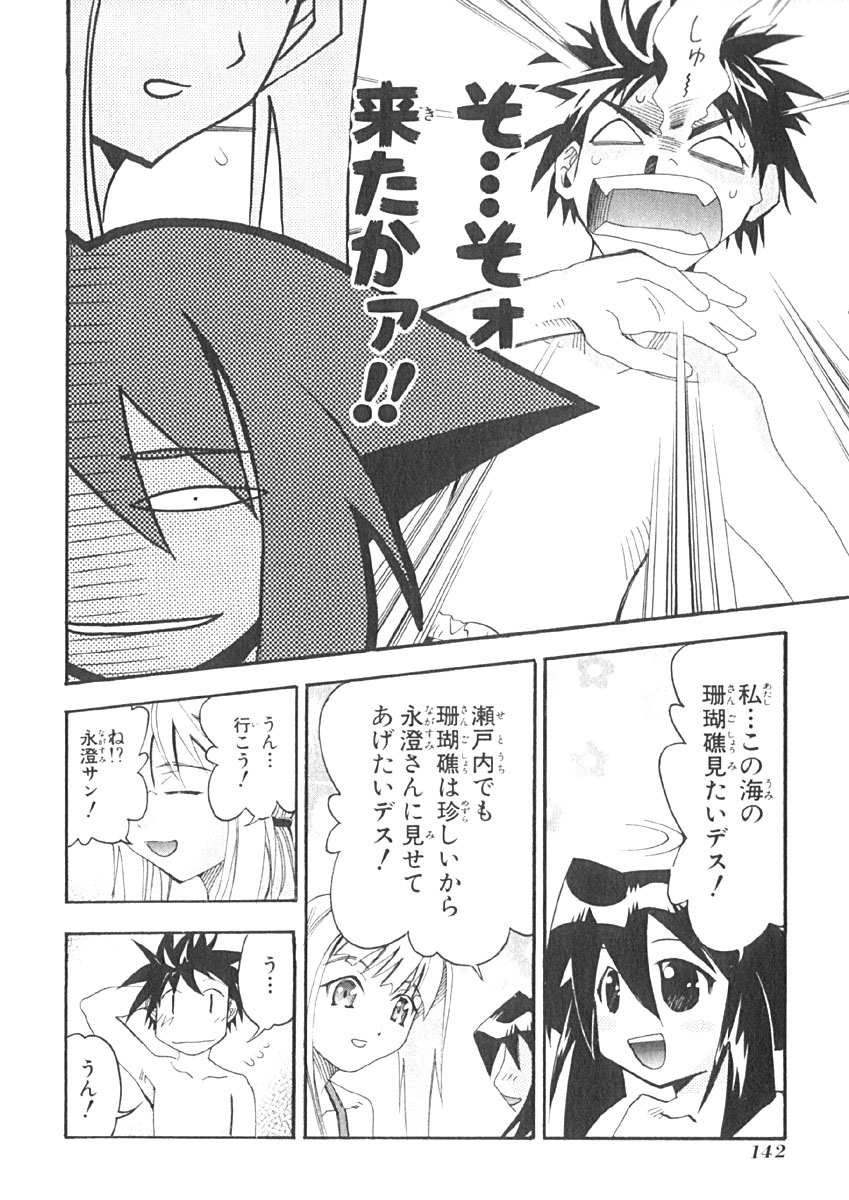 しゅ〜
そ…そォ
来たかァ!!
私…この海の
珊瑚礁見たいデス!
瀬戸内でも
珊瑚礁は珍しいから
永澄さんに見せて
あげたいデス!
うん…
行こう!
ね!?
永澄サン!
う…
うん!
142